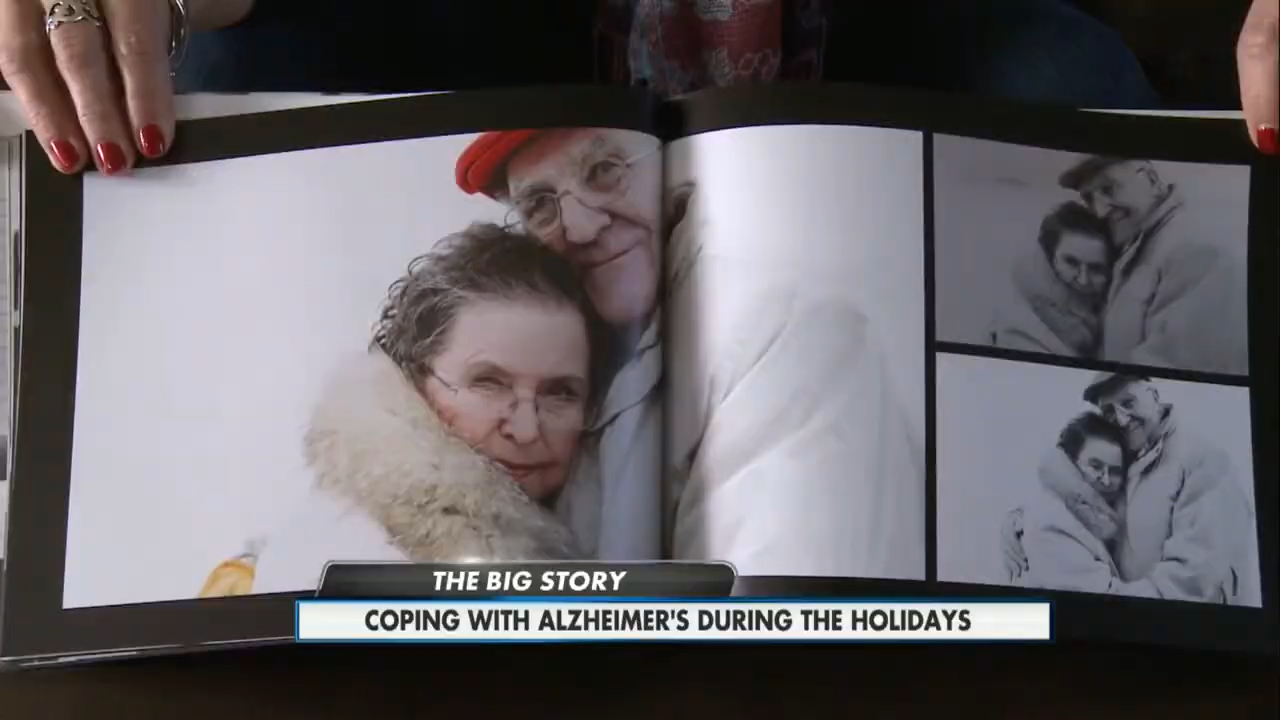 THE BIG STORY
COPING WITH ALZHEIMER'S DURING THE HOLIDAYS